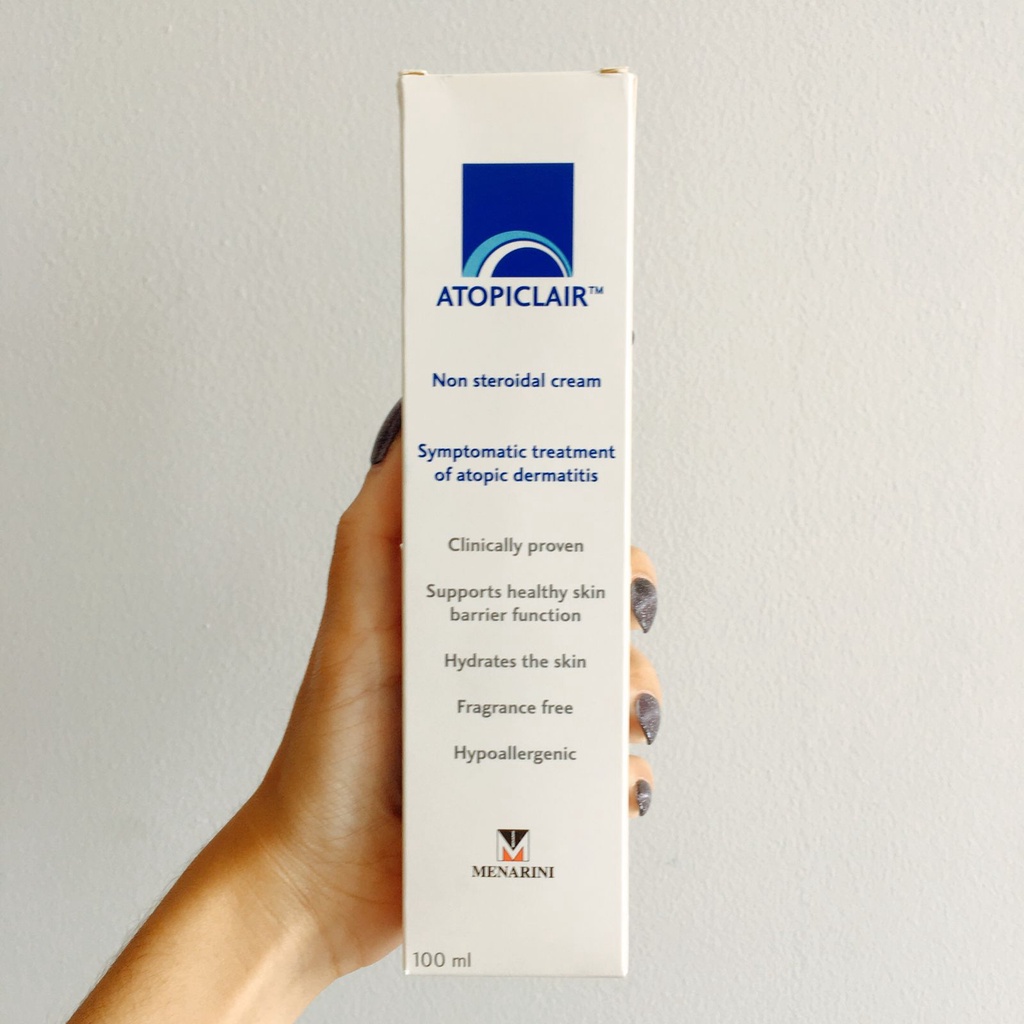 ATOPICLAIR™
Non steroidal cream
Symptomatic treatment
of atopic dermatitis
Clinically proven
Supports healthy skin
barrier function
Hydrates the skin
Fragrance free
Hypoallergenic
MENARINI
100 ml